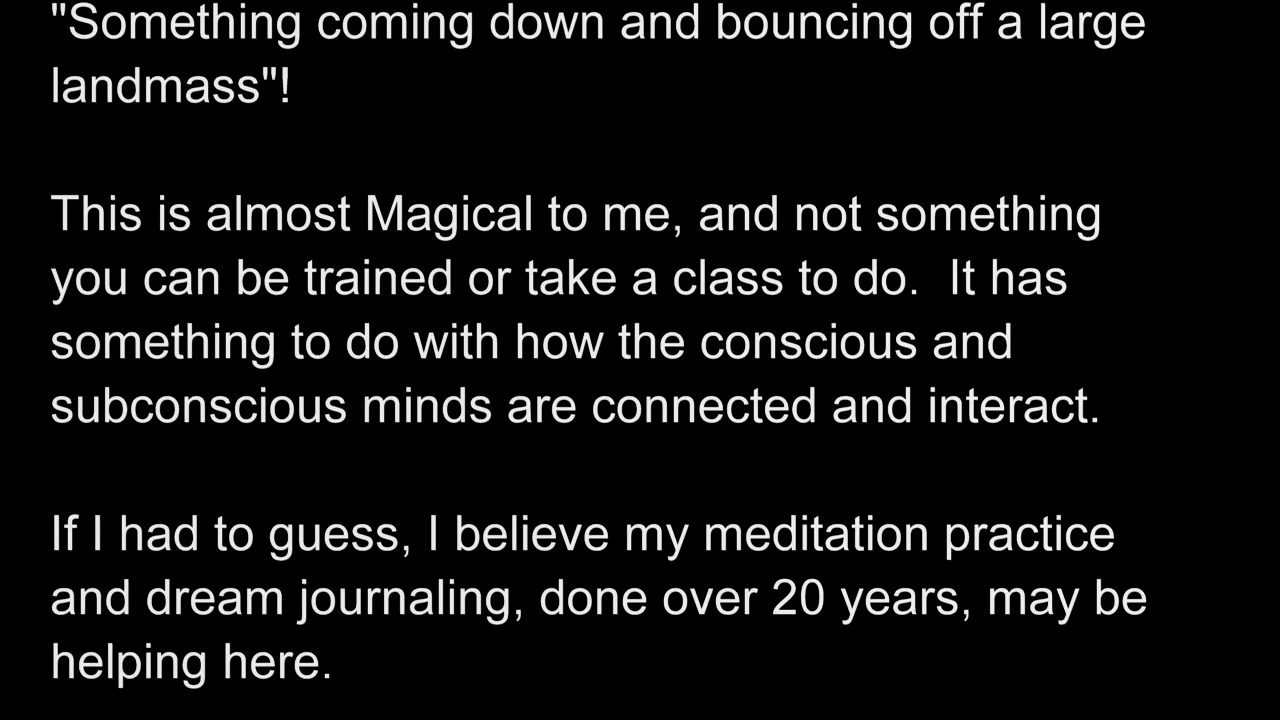 "Something coming down and bouncing off a large
landmass"!
This is almost Magical to me, and not something
you can be trained or take a class to do.  It has
something to do with how the conscious and
subconscious minds are connected and interact.
If I had to guess, I believe my meditation practice
and dream journaling, done over 20 years, may be
helping here.